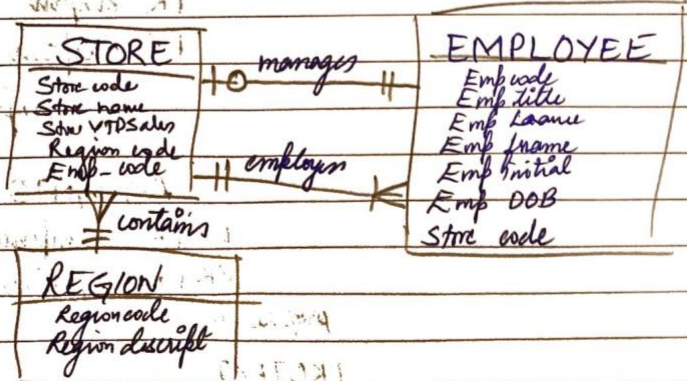 STORE
Store code
Store name
Store YTDSales
Region code
Emp_code
manages
employs
EMPLOYEE
Emp code
Emp title
Emp Lname
Emp fname
Emp initial
Emp DOB
Store code
contains
REGION
Region code
Region descript